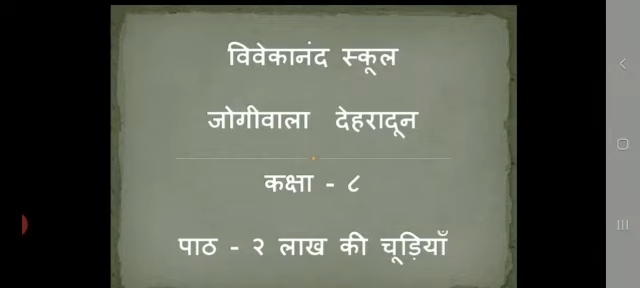 विवेकानंद स्कूल
जोगीवाला देहरादून
कक्षा - ८
पाठ - २ लाख की चूड़ियाँ